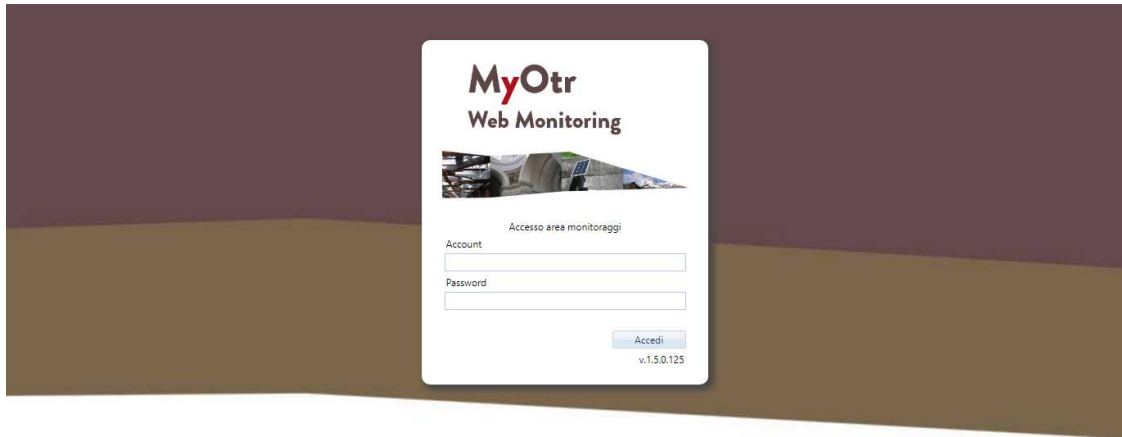 MyOtr
Web Monitoring
Accesso area monitoraggi
Account
Password
Accedi
v.1.5.0.125